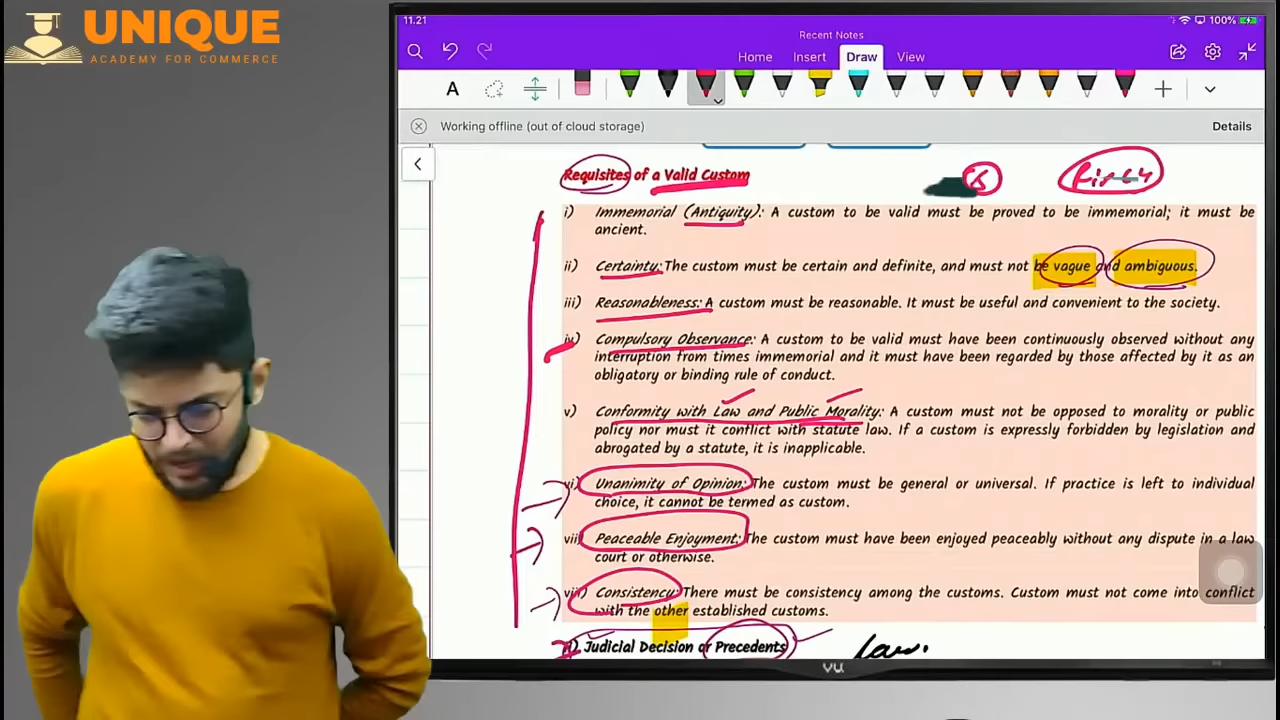 UNIQUE
ACADEMY FOR COMMERCE
11.21
100%
Recent Notes
Home Insert Draw View
A
Working offline (out of cloud storage) Details
Requisites of a Valid Custom
i) Immemorial (Antiquity): A custom to be valid must be proved to be immemorial; it must be
ancient.
ii) Certainty: The custom must be certain and definite, and must not be vague and ambiguous.
iii) Reasonableness: A custom must be reasonable. It must be useful and convenient to the society.
iv) Compulsory Observance: A custom to be valid must have been continuously observed without any
interruption from times immemorial and it must have been regarded by those affected by it as an
obligatory or binding rule of conduct.
v) Conformity with Law and Public Morality: A custom must not be opposed to morality or public
policy nor must it conflict with statute law. If a custom is expressly forbidden by legislation and
abrogated by a statute, it is inapplicable.
vi) Unanimity of Opinion: The custom must be general or universal. If practice is left to individual
choice, it cannot be termed as custom.
vii) Peaceable Enjoyment: The custom must have been enjoyed peaceably without any dispute in a law
court or otherwise.
viii) Consistency: There must be consistency among the customs. Custom must not come into conflict
with the other established customs.
Judicial Decision or Precedents law.
vu